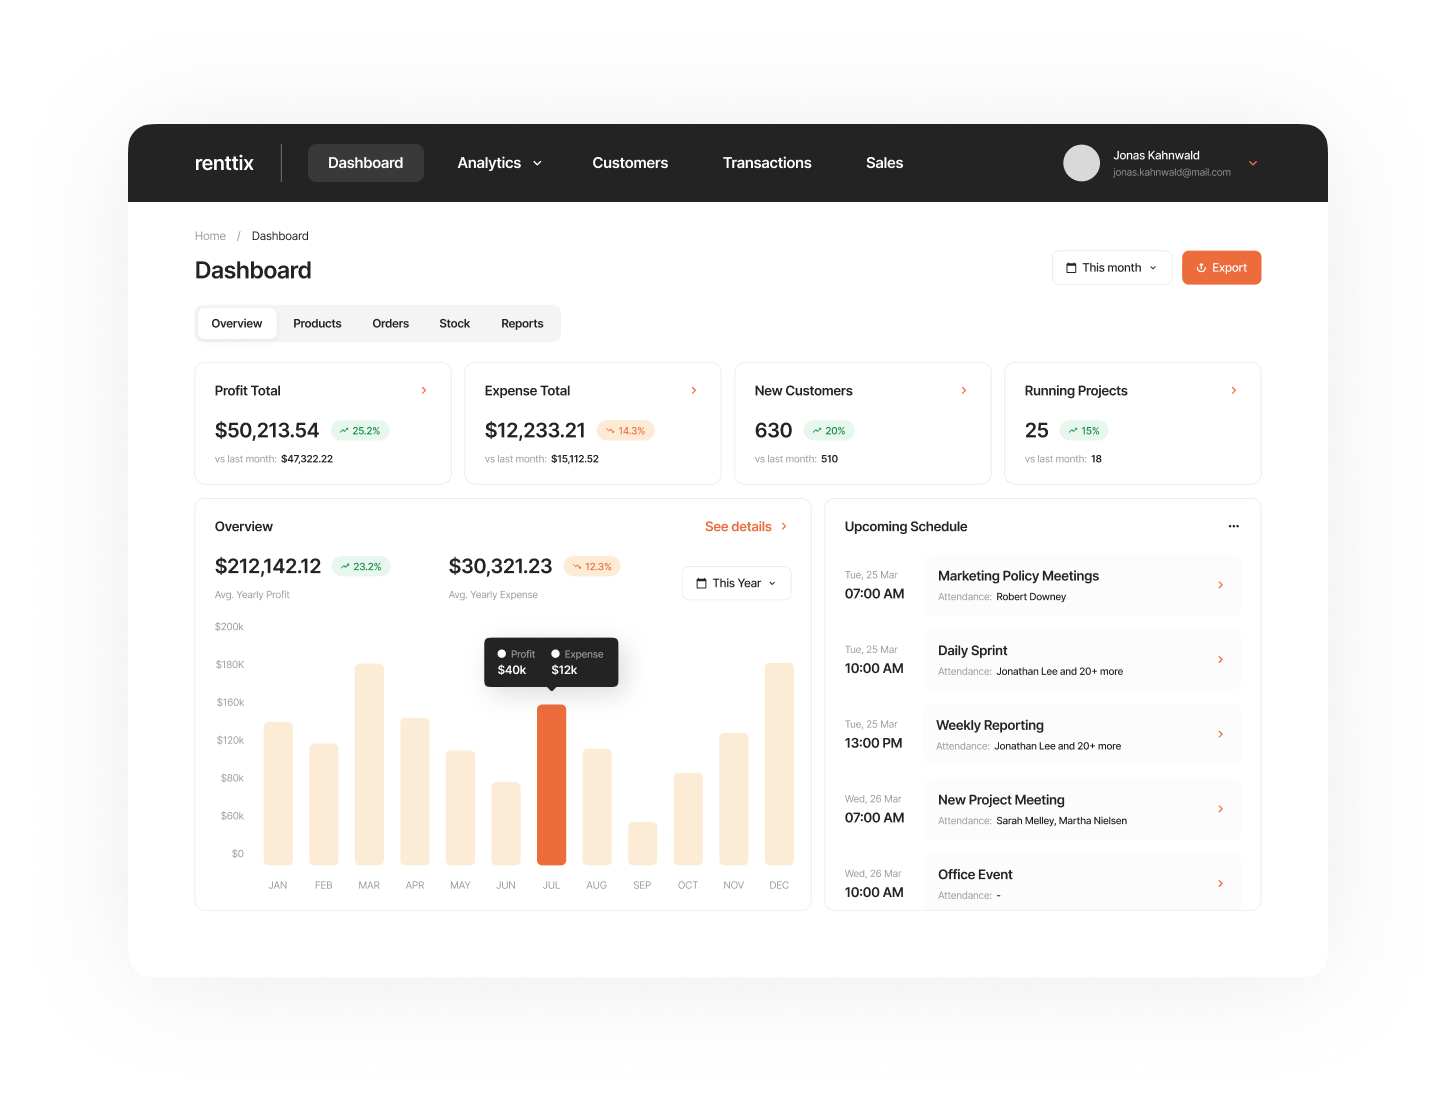 renttix
Dashboard
Analytics
Customers
Transactions
Sales
Jonas Kahnwald
jonas.kahnwald@mail.com
Home / Dashboard
Dashboard
This month
Export
Overview
Products
Orders
Stock
Reports
Profit Total
$50,213.54
25.2%
vs last month: $47,322.22
Expense Total
$12,233.21
14.3%
vs last month: $15,112.52
New Customers
630
20%
vs last month: 510
Running Projects
25
15%
vs last month: 18
Overview
See details
$212,142.12
23.2%
Avg. Yearly Profit
$30,321.23
12.3%
Avg. Yearly Expense
This Year
$200k
$180K
$160k
$120k
$80k
$60k
$0
Profit
$40k
Expense
$12k
JAN
FEB
MAR
APR
MAY
JUN
JUL
AUG
SEP
OCT
NOV
DEC
Upcoming Schedule
Tue, 25 Mar
07:00 AM
Marketing Policy Meetings
Attendance: Robert Downey
Tue, 25 Mar
10:00 AM
Daily Sprint
Attendance: Jonathan Lee and 20+ more
Tue, 25 Mar
13:00 PM
Weekly Reporting
Attendance: Jonathan Lee and 20+ more
Wed, 26 Mar
07:00 AM
New Project Meeting
Attendance: Sarah Melley, Martha Nielsen
Wed, 26 Mar
10:00 AM
Office Event
Attendance: -